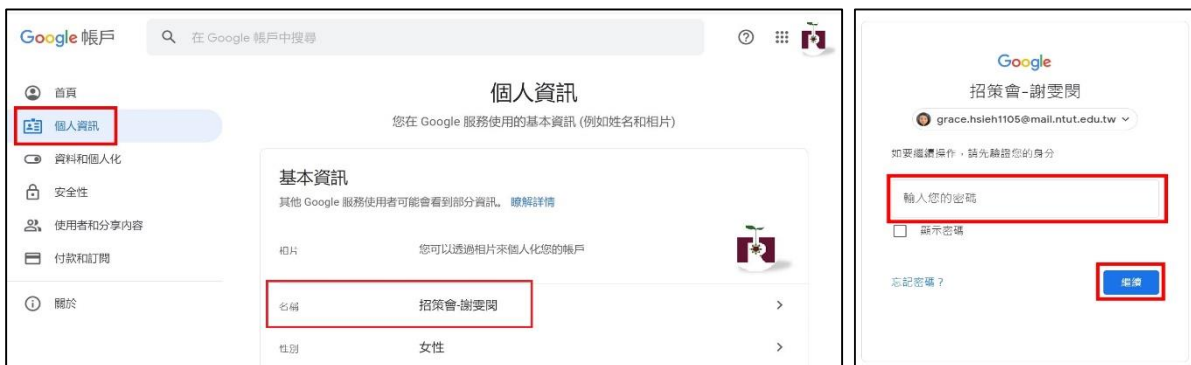 Google 帳戶
在 Google 帳戶中搜尋
首頁
個人資訊
資料和個人化
安全性
使用者和分享內容
付款和訂閱
關於
個人資訊
您在 Google 服務使用的基本資訊 (例如姓名和相片)
基本資訊
其他 Google 服務使用者可能會看到部分資訊。 瞭解詳情
相片 您可以透過相片來個人化您的帳戶
名稱 招策會-謝雯閔
性別 女性
Google
招策會-謝雯閔
grace.hsieh1105@mail.ntut.edu.tw
如要繼續操作，請先驗證您的身分
輸入您的密碼
顯示密碼
忘記密碼？ 繼續